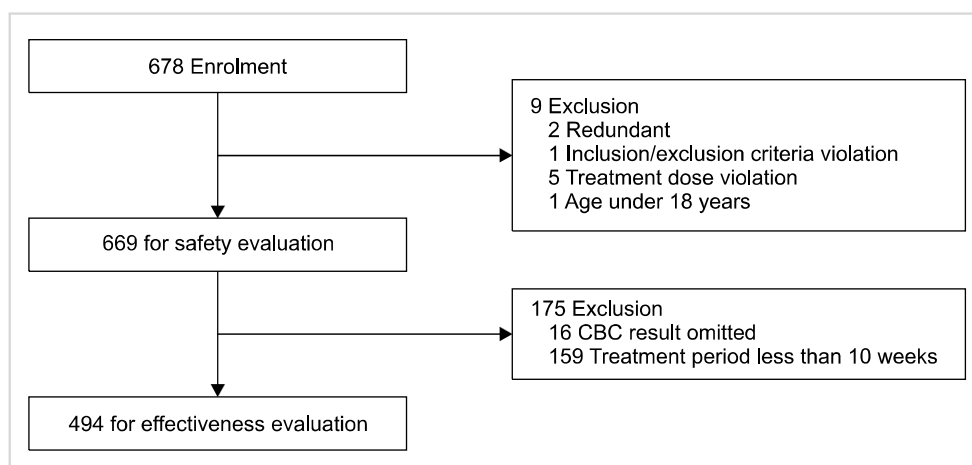 678 Enrolment
9 Exclusion
2 Redundant
1 Inclusion/exclusion criteria violation
5 Treatment dose violation
1 Age under 18 years
669 for safety evaluation
175 Exclusion
16 CBC result omitted
159 Treatment period less than 10 weeks
494 for effectiveness evaluation